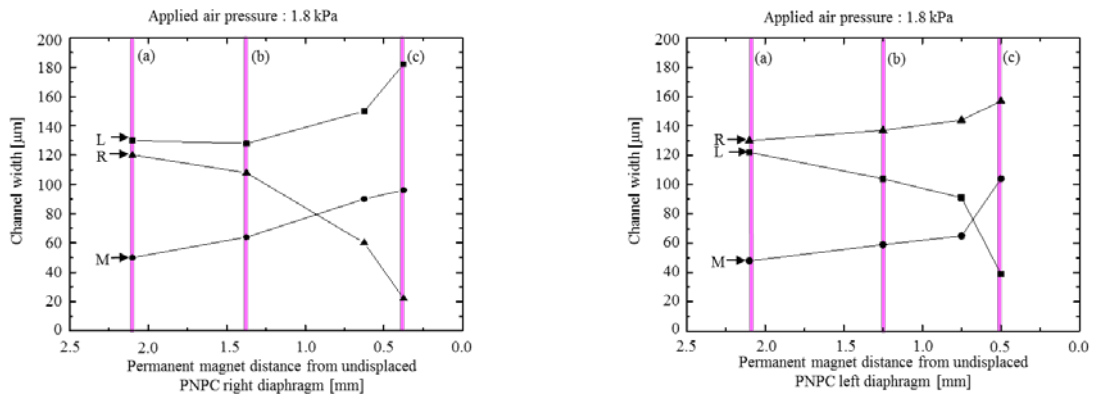 Applied air pressure : 1.8 kPa
200
180
160
140
120
100
80
60
40
20
0
Channel width [μm]
(a)
(b)
(c)
L
R
M
2.5 2.0 1.5 1.0 0.5 0.0
Permanent magnet distance from undisplaced
PNPC right diaphragm [mm]
Applied air pressure : 1.8 kPa
200
180
160
140
120
100
80
60
40
20
0
Channel width [μm]
(a)
(b)
(c)
R
L
M
2.5 2.0 1.5 1.0 0.5 0.0
Permanent magnet distance from undisplaced
PNPC left diaphragm [mm]